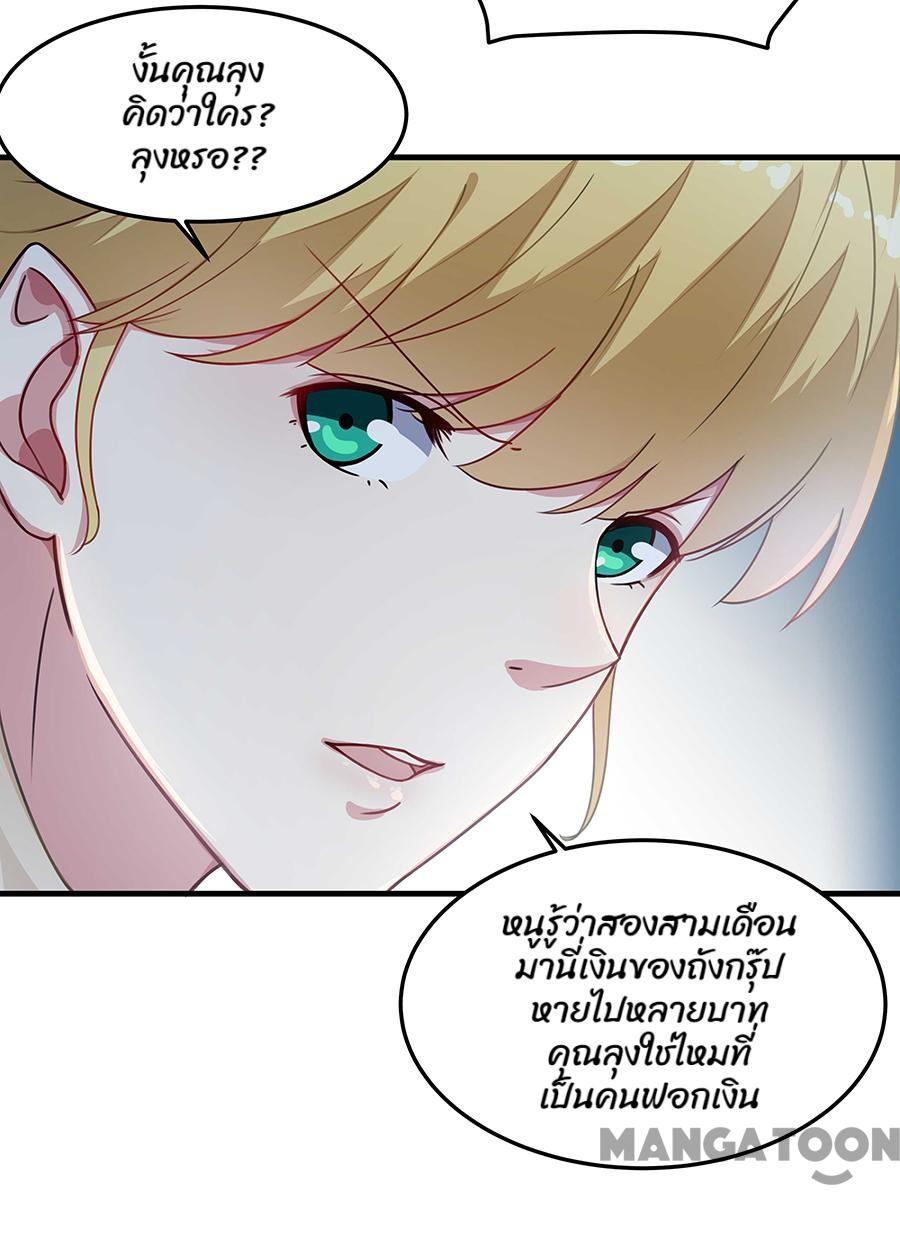 งั้นคุณลุง
คิดว่าใคร?
ลุงหรอ??
หนูรู้ว่าสองสามเดือน
มานี่เงินของถังกรุ๊ป
หายไปหลายบาท
คุณลุงใช่ไหมที่
เป็นคนฟอกเงิน
MANGATOON